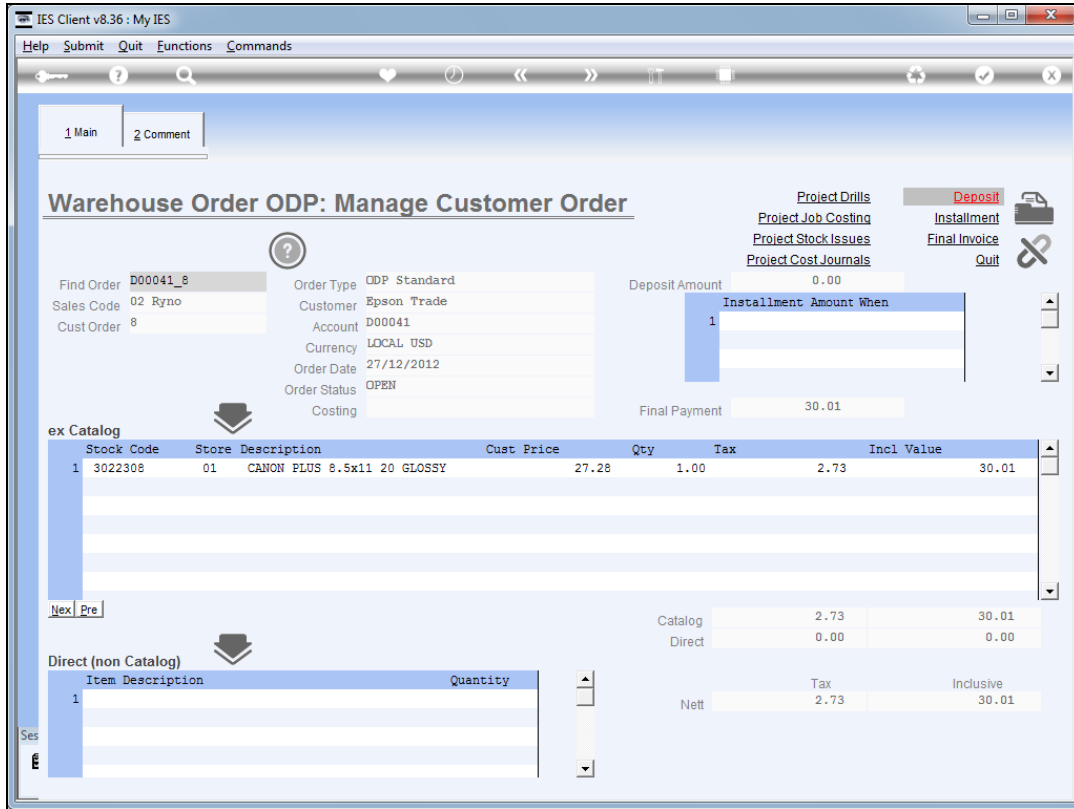 IES Client v8.36 : My IES
Help Submit Quit Functions Commands
1 Main 2 Comment
Warehouse Order ODP: Manage Customer Order
Project Drills Deposit
Project Job Costing Installment
Project Stock Issues Final Invoice
Project Cost Journals Quit
Find Order D00041_8 Order Type ODP Standard Deposit Amount 0.00
Sales Code 02 Ryno Customer Epson Trade Installment Amount When
Cust Order 8 Account D00041 1
Currency LOCAL USD
Order Date 27/12/2012
Order Status OPEN
Costing Final Payment 30.01
ex Catalog
Stock Code Store Description Cust Price Qty Tax Incl Value
1 3022308 01 CANON PLUS 8.5x11 20 GLOSSY 27.28 1.00 2.73 30.01
Nex Pre
Catalog 2.73 30.01
Direct 0.00 0.00
Direct (non Catalog)
Item Description Quantity
1
Tax Inclusive
Nett 2.73 30.01
Ses